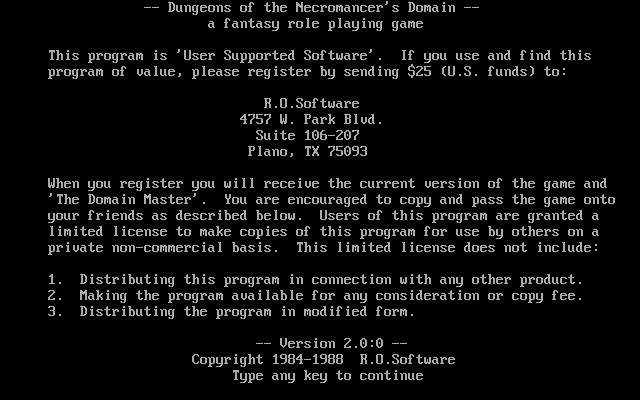 -- Dungeons of the Necromancer's Domain --
a fantasy role playing game
This program is 'User Supported Software'.  If you use and find this
program of value, please register by sending $25 (U.S. funds) to:
R.O.Software
4757 W. Park Blvd.
Suite 106-207
Plano, TX 75093
When you register you will receive the current version of the game and
'The Domain Master'.  You are encouraged to copy and pass the game onto
your friends as described below.  Users of this program are granted a
limited license to make copies of this program for use by others on a
private non-commercial basis.  This limited license does not include:
1.  Distributing this program in connection with any other product.
2.  Making the program available for any consideration or copy fee.
3.  Distributing the program in modified form.
-- Version 2.0:0 --
Copyright 1984-1988  R.O.Software
Type any key to continue